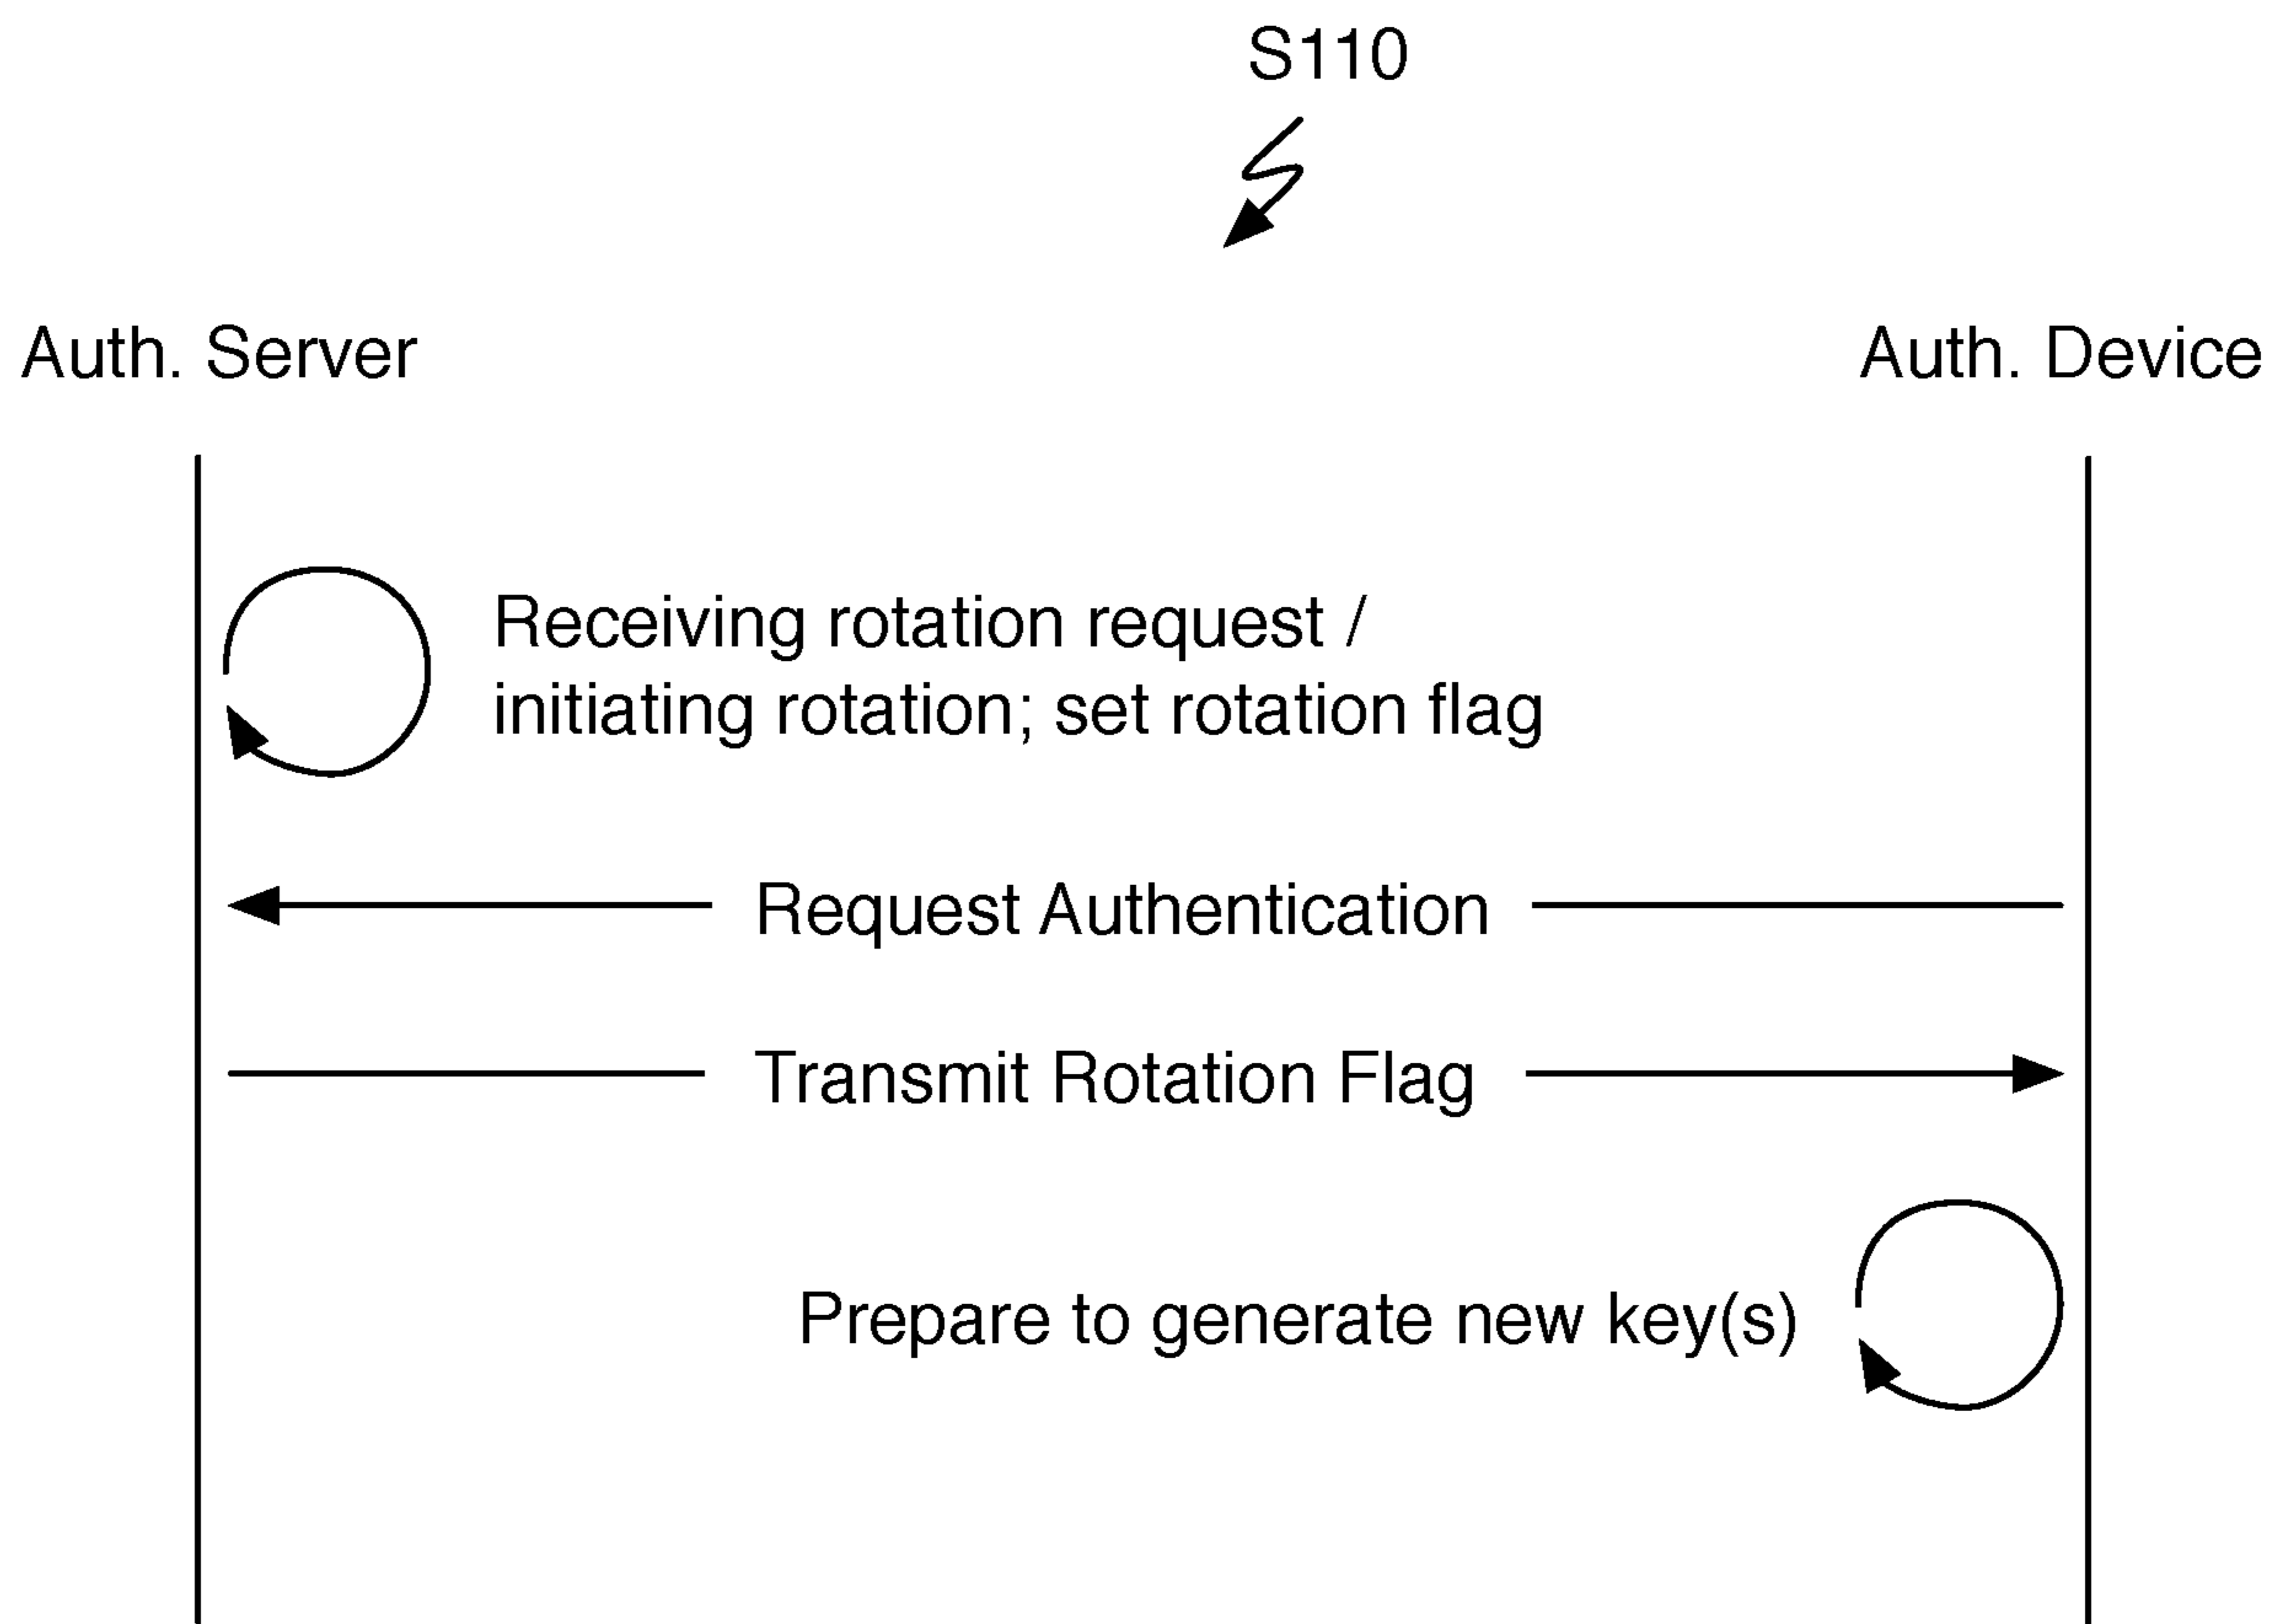 S110
Auth. Server
Auth. Device
Receiving rotation request /
initiating rotation; set rotation flag
Request Authentication
Transmit Rotation Flag
Prepare to generate new key(s)